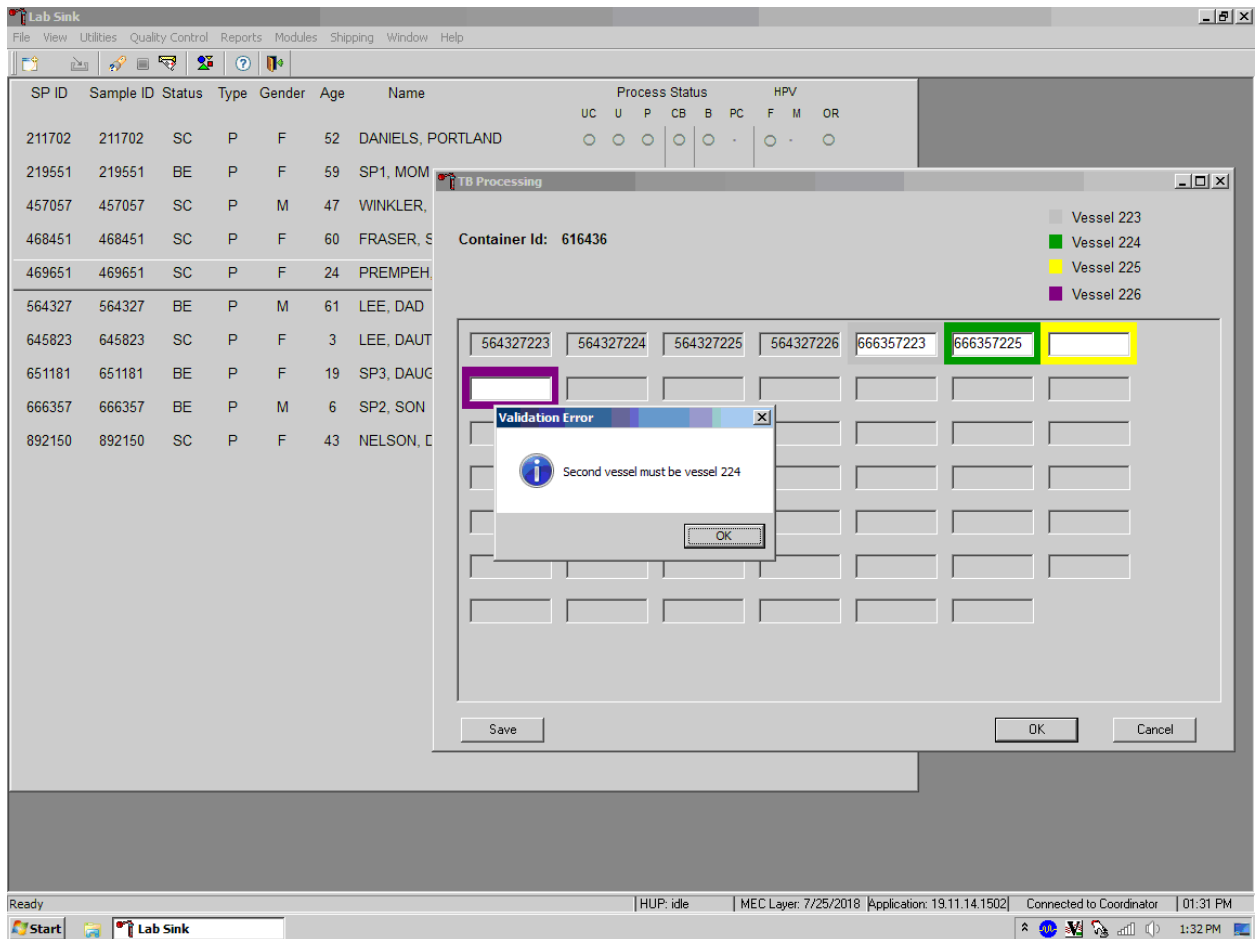 Lab Sink
File View Utilities Quality Control Reports Modules Shipping Window Help
SP ID Sample ID Status Type Gender Age Name Process Status HPV
UC U P CB B PC F M OR
211702 211702 SC P F 52 DANIELS, PORTLAND
219551 219551 BE P F 59 SP1, MOM
457057 457057 SC P M 47 WINKLER,
468451 468451 SC P F 60 FRASER, S
469651 469651 SC P F 24 PREMPEH,
564327 564327 BE P M 61 LEE, DAD
645823 645823 SC P F 3 LEE, DAUT
651181 651181 BE P F 19 SP3, DAUG
666357 666357 BE P M 6 SP2, SON
892150 892150 SC P F 43 NELSON, D
TB Processing
Container Id: 616436
Vessel 223
Vessel 224
Vessel 225
Vessel 226
564327223 564327224 564327225 564327226 666357223 666357225
Validation Error
Second vessel must be vessel 224
OK
Save OK Cancel
Ready HUP: idle MEC Layer: 7/25/2018 Application: 19.11.14.1502 Connected to Coordinator 01:31 PM
Start Lab Sink 1:32 PM